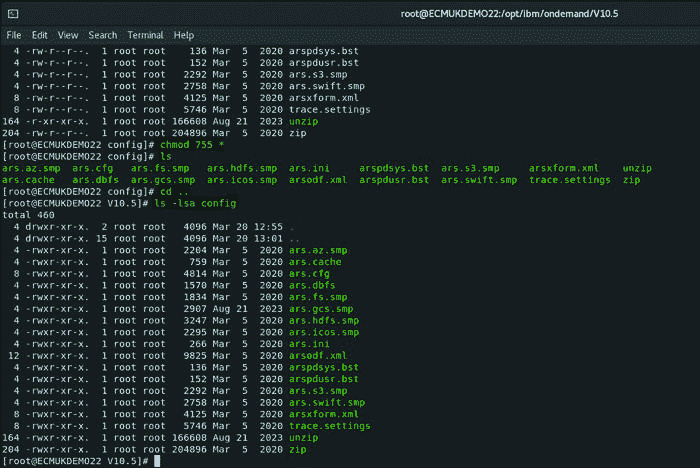 root@ECMUKDEMO22:/opt/ibm/ondemand/V10.5
File Edit View Search Terminal Help
4 -rw-r--r--. 1 root root 136 Mar 5 2020 arspdsys.bst
4 -rw-r--r--. 1 root root 152 Mar 5 2020 arspdusr.bst
4 -rw-r--r--. 1 root root 2292 Mar 5 2020 ars.s3.smp
4 -rw-r--r--. 1 root root 2758 Mar 5 2020 ars.swift.smp
8 -rw-r--r--. 1 root root 4125 Mar 5 2020 arsxform.xml
8 -rw-r--r--. 1 root root 5746 Mar 5 2020 trace.settings
164 -r-xr-xr-x. 1 root root 166608 Aug 21 2023 unzip
204 -rw-r--r--. 1 root root 204896 Mar 5 2020 zip
[root@ECMUKDEMO22 config]# chmod 755 *
[root@ECMUKDEMO22 config]# ls
ars.az.smp ars.cfg ars.fs.smp ars.hdfs.smp ars.ini arspdsys.bst ars.s3.smp arsxform.xml unzip
ars.cache ars.dbfs ars.gcs.smp ars.icos.smp arsodf.xml arspdusr.bst ars.swift.smp trace.settings zip
[root@ECMUKDEMO22 config]# cd ..
[root@ECMUKDEMO22 V10.5]# ls -lsa config
total 460
4 drwxr-xr-x. 2 root root 4096 Mar 20 12:55 .
4 drwxr-xr-x. 15 root root 4096 Mar 20 13:01 ..
4 -rwxr-xr-x. 1 root root 2204 Mar 5 2020 ars.az.smp
4 -rwxr-xr-x. 1 root root 759 Mar 5 2020 ars.cache
8 -rwxr-xr-x. 1 root root 4814 Mar 5 2020 ars.cfg
4 -rwxr-xr-x. 1 root root 1570 Mar 5 2020 ars.dbfs
4 -rwxr-xr-x. 1 root root 1834 Mar 5 2020 ars.fs.smp
4 -rwxr-xr-x. 1 root root 2907 Aug 21 2023 ars.gcs.smp
4 -rwxr-xr-x. 1 root root 3247 Mar 5 2020 ars.hdfs.smp
4 -rwxr-xr-x. 1 root root 2295 Mar 5 2020 ars.icos.smp
4 -rwxr-xr-x. 1 root root 266 Mar 5 2020 ars.ini
12 -rwxr-xr-x. 1 root root 9825 Mar 5 2020 arsodf.xml
4 -rwxr-xr-x. 1 root root 136 Mar 5 2020 arspdsys.bst
4 -rwxr-xr-x. 1 root root 152 Mar 5 2020 arspdusr.bst
4 -rwxr-xr-x. 1 root root 2292 Mar 5 2020 ars.s3.smp
4 -rwxr-xr-x. 1 root root 2758 Mar 5 2020 ars.swift.smp
8 -rwxr-xr-x. 1 root root 4125 Mar 5 2020 arsxform.xml
8 -rwxr-xr-x. 1 root root 5746 Mar 5 2020 trace.settings
164 -rwxr-xr-x. 1 root root 166608 Aug 21 2023 unzip
204 -rwxr-xr-x. 1 root root 204896 Mar 5 2020 zip
[root@ECMUKDEMO22 V10.5]#